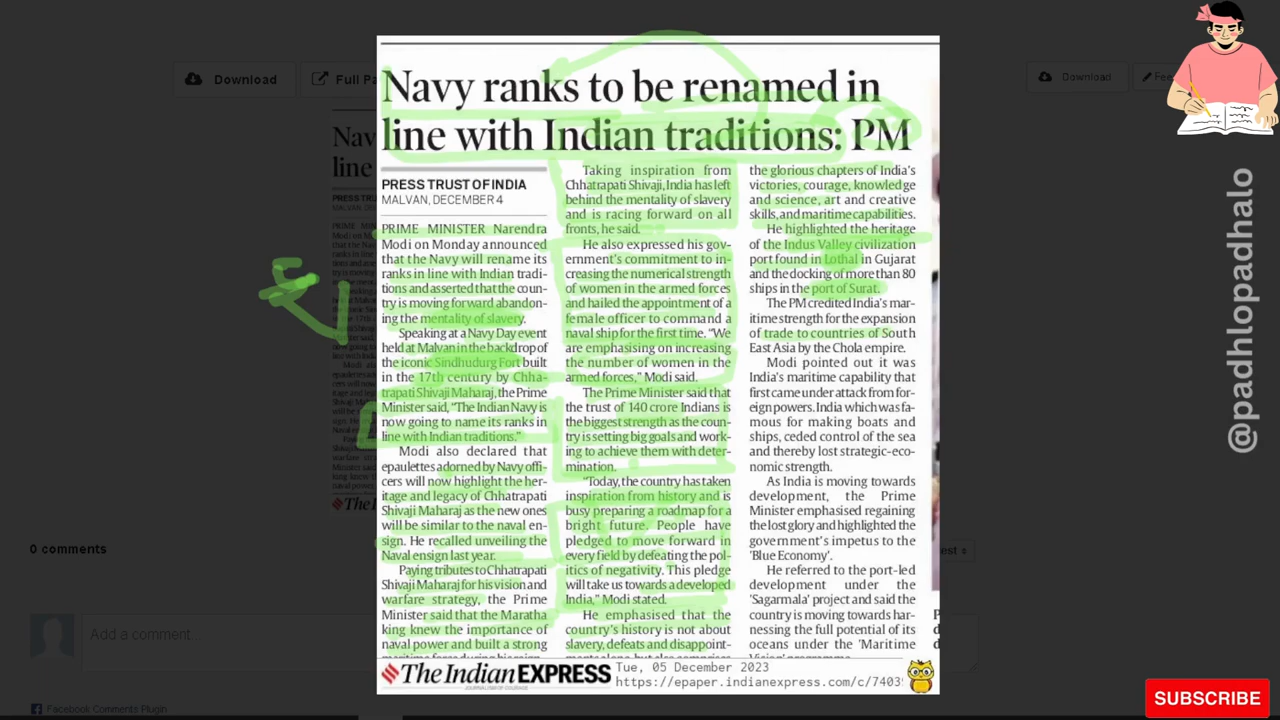 Download
Full Pa
Download
Fee
Navy ranks to be renamed in
line with Indian traditions: PM
PRESS TRUST OF INDIA
MALVAN, DECEMBER 4
PRIME MINISTER Narendra
Modi on Monday announced
that the Navy will rename its
ranks in line with Indian tradi-
tions and asserted that the coun-
try is moving forward abandon-
ing the mentality of slavery.
Speaking at a Navy Day event
held at Malvan in the backdrop of
the iconic Sindhudurg Fort built
in the 17th century by Chha-
trapati Shivaji Maharaj, the Prime
Minister said, "The Indian Navy is
now going to name its ranks in
line with Indian traditions."
Modi also declared that
epaulettes adorned by Navy offi-
cers will now highlight the her-
itage and legacy of Chhatrapati
Shivaji Maharaj as the new ones
will be similar to the naval en-
sign. He recalled unveiling the
Naval ensign last year.
Paying tributes to Chhatrapati
Shivaji Maharaj for his vision and
warfare strategy, the Prime
Minister said that the Maratha
king knew the importance of
naval power and built a strong
Taking inspiration from
Chhatrapati Shivaji, India has left
behind the mentality of slavery
and is racing forward on all
fronts, he said.
He also expressed his gov-
ernment's commitment to in-
creasing the numerical strength
of women in the armed forces
and hailed the appointment of a
female officer to command a
naval ship for the first time. "We
are emphasising on increasing
the number of women in the
armed forces," Modi said.
The Prime Minister said that
the trust of 140 crore Indians is
the biggest strength as the coun-
try is setting big goals and work-
ing to achieve them with deter-
mination.
"Today, the country has taken
inspiration from history and is
busy preparing a roadmap for a
bright future. People have
pledged to move forward in
every field by defeating the pol-
itics of negativity. This pledge
will take us towards a developed
India," Modi stated.
He emphasised that the
country's history is not about
slavery, defeats and disappoint-
the glorious chapters of India's
victories, courage, knowledge
and science, art and creative
skills, and maritime capabilities.
He highlighted the heritage
of the Indus Valley civilization
port found in Lothal in Gujarat
and the docking of more than 80
ships in the port of Surat.
The PM credited India's mar-
itime strength for the expansion
of trade to countries of South
East Asia by the Chola empire.
Modi pointed out it was
India's maritime capability that
first came under attack from for-
eign powers. India which was fa-
mous for making boats and
ships, ceded control of the sea
and thereby lost strategic-eco-
nomic strength.
As India is moving towards
development, the Prime
Minister emphasised regaining
the lost glory and highlighted the
government's impetus to the
'Blue Economy'.
He referred to the port-led
development under the
'Sagarmala' project and said the
country is moving towards har-
nessing the full potential of its
oceans under the 'Maritime
The Indian EXPRESS
JOURNALISM OF COURAGE
Tue, 05 December 2023
https://epaper.indianexpress.com/c/7403
0 comments
Add a comment...
Facebook Comments Plugin
@padhlopadhalo
SUBSCRIBE